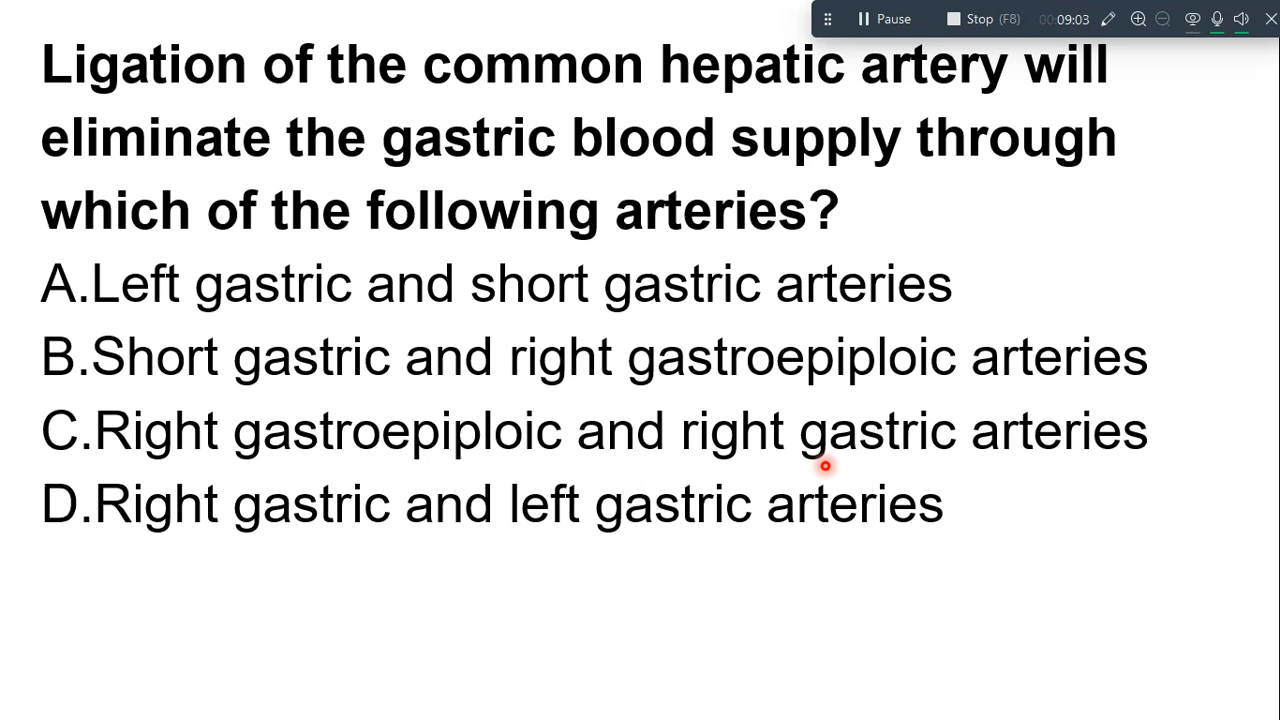 Pause Stop (F8) 00:09:03
Ligation of the common hepatic artery will
eliminate the gastric blood supply through
which of the following arteries?
A.Left gastric and short gastric arteries
B.Short gastric and right gastroepiploic arteries
C.Right gastroepiploic and right gastric arteries
D.Right gastric and left gastric arteries